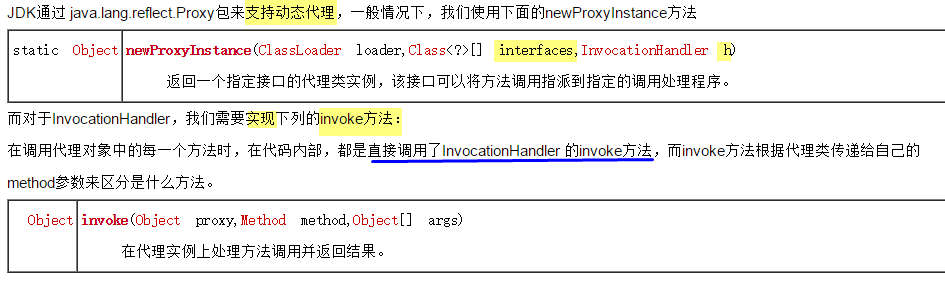 JDK通过 java.lang.reflect.Proxy包来支持动态代理，一般情况下，我们使用下面的newProxyInstance方法
static Object newProxyInstance(ClassLoader loader,Class<?>[] interfaces,InvocationHandler h)
返回一个指定接口的代理类实例，该接口可以将方法调用指派到指定的调用处理程序。
而对于InvocationHandler，我们需要实现下列的invoke方法：
在调用代理对象中的每一个方法时，在代码内部，都是直接调用了InvocationHandler 的invoke方法，而invoke方法根据代理类传递给自己的
method参数来区分是什么方法。
Object invoke(Object proxy,Method method,Object[] args)
在代理实例上处理方法调用并返回结果。